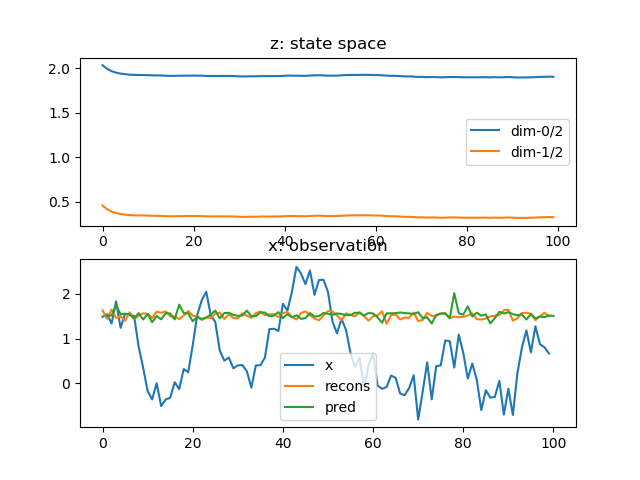 z: state space
2.0
1.5
1.0
0.5
dim-0/2
dim-1/2
0 20 40 60 80 100
x: observation
2
1
0
x
recons
pred
0 20 40 60 80 100